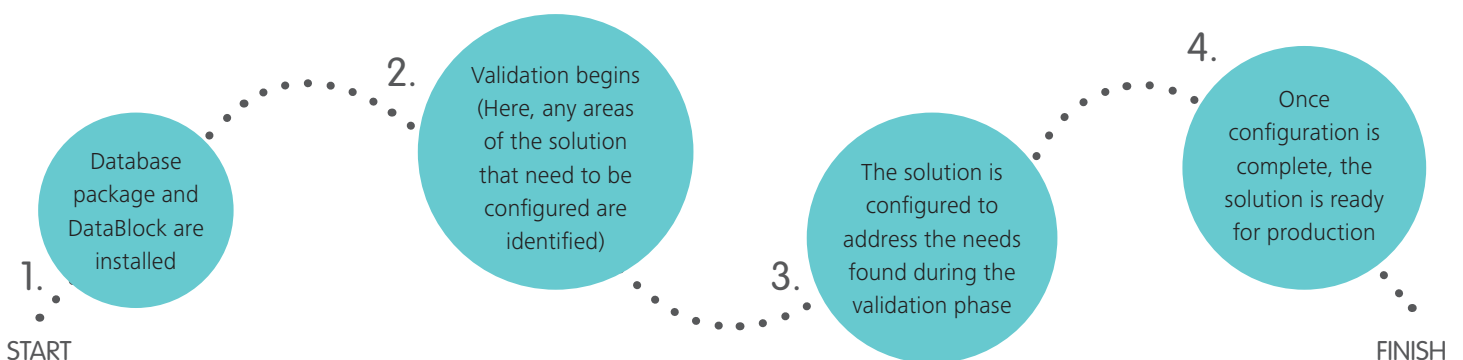 1.
START
Database
package and
DataBlock are
installed
2.
Validation begins
(Here, any areas
of the solution
that need to be
configured are
identified)
3.
The solution is
configured to
address the needs
found during the
validation phase
4.
Once
configuration is
complete, the
solution is ready
for production
FINISH